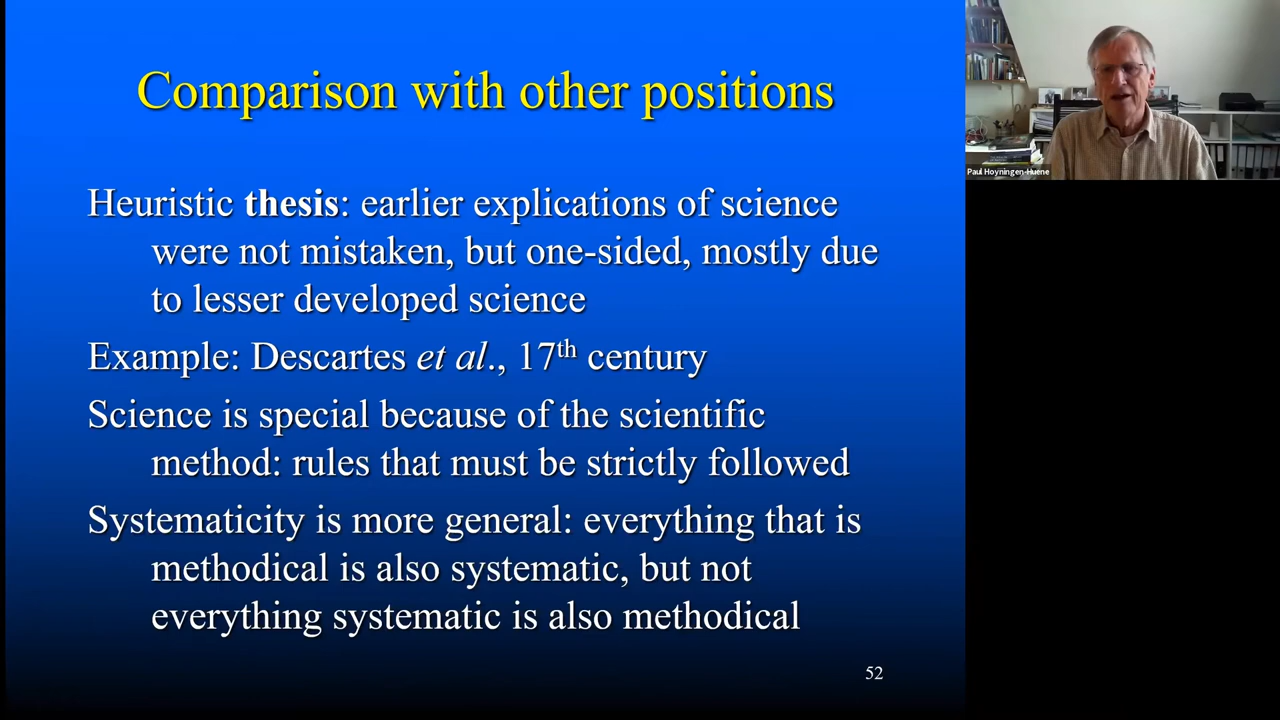 Comparison with other positions
Paul Hoyningen-Huene
Heuristic thesis: earlier explications of science
were not mistaken, but one-sided, mostly due
to lesser developed science
Example: Descartes et al., 17th century
Science is special because of the scientific
method: rules that must be strictly followed
Systematicity is more general: everything that is
methodical is also systematic, but not
everything systematic is also methodical
52